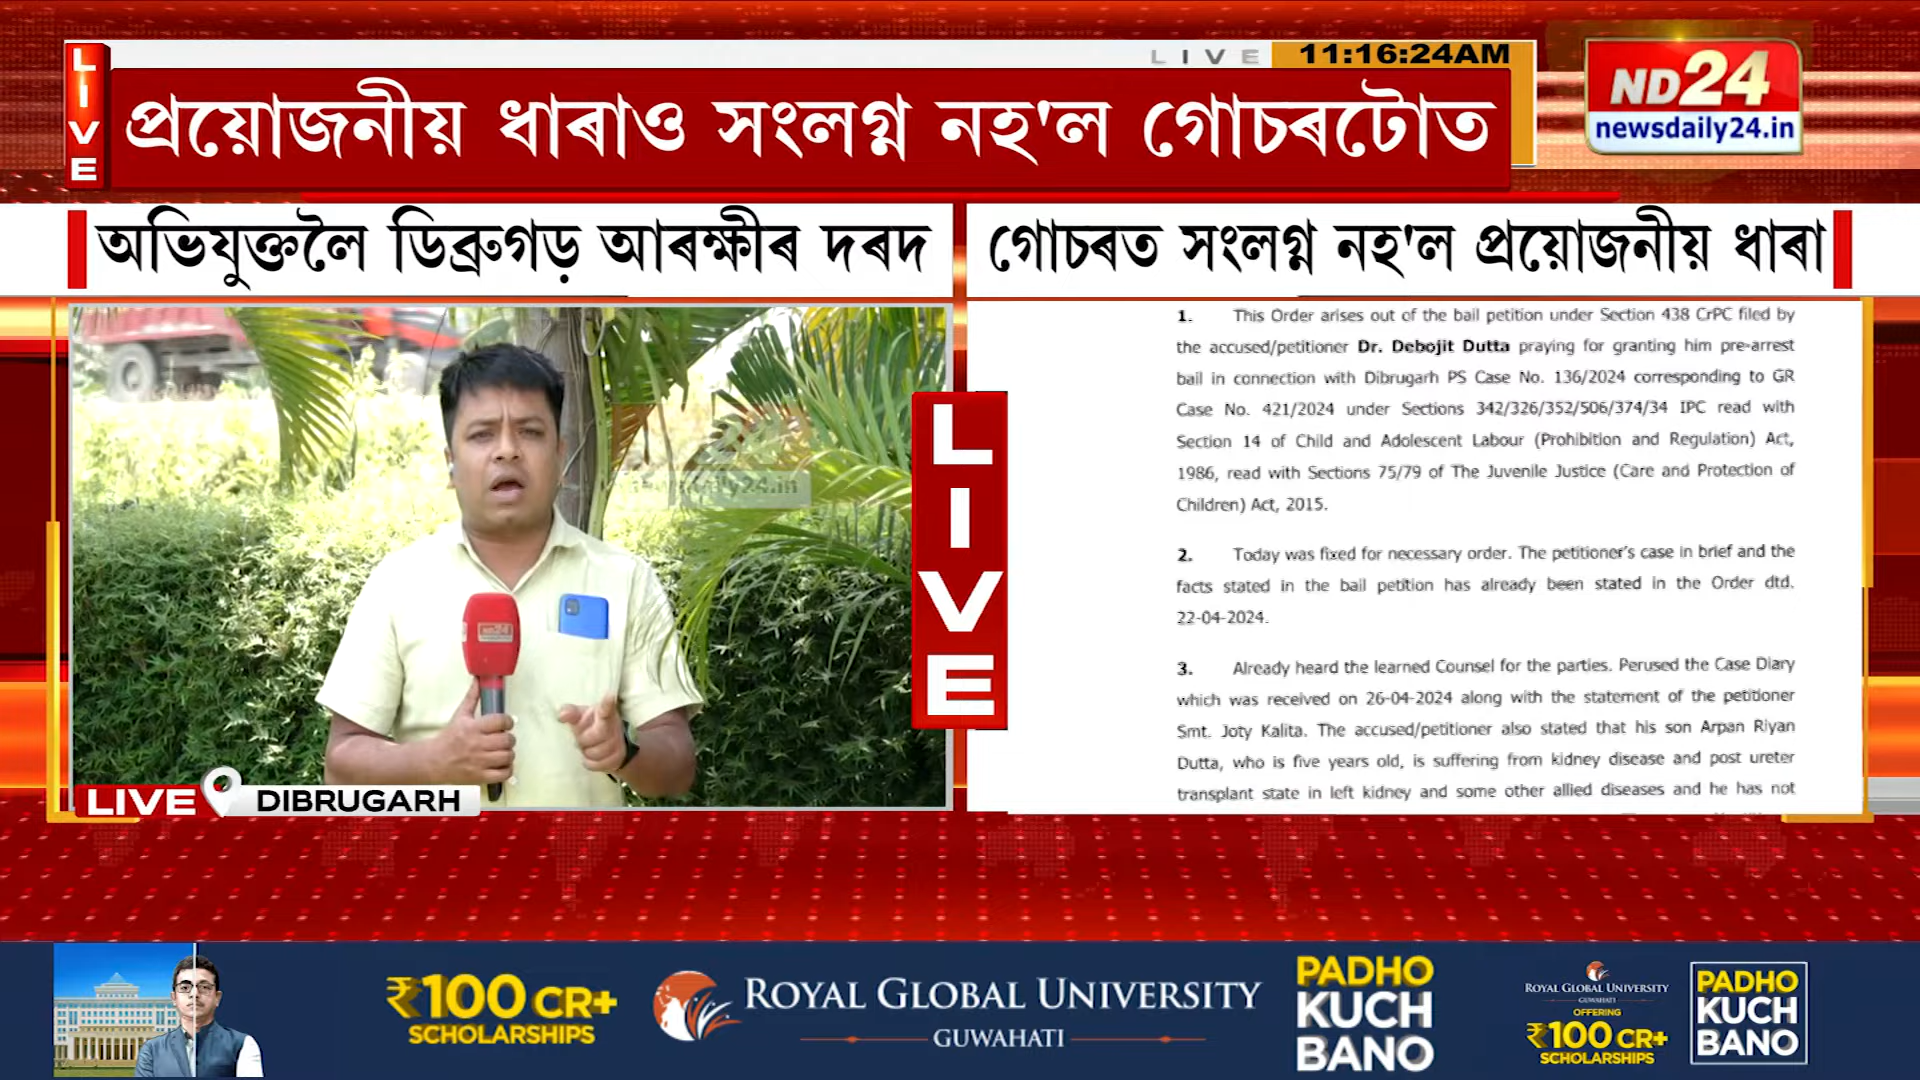 LIVE
LIVE 11:16:24AM
প্ৰয়োজনীয় ধাৰাও সংলগ্ন নহ'ল গোচৰটোত
ND24
newsdaily24.in
অভিযুক্তলৈ ডিব্ৰুগড় আৰক্ষীৰ দৰদ
গোচৰত সংলগ্ন নহ'ল প্ৰয়োজনীয় ধাৰা
newsdaily24.in
ND24
LIVE DIBRUGARH
LIVE
1. This Order arises out of the bail petition under Section 438 CrPC filed by
the accused/petitioner Dr. Debojit Dutta praying for granting him pre-arrest
bail in connection with Dibrugarh PS Case No. 136/2024 corresponding to GR
Case No. 421/2024 under Sections 342/326/352/506/374/34 IPC read with
Section 14 of Child and Adolescent Labour (Prohibition and Regulation) Act,
1986, read with Sections 75/79 of The Juvenile Justice (Care and Protection of
Children) Act, 2015.
2. Today was fixed for necessary order. The petitioner's case in brief and the
facts stated in the bail petition has already been stated in the Order dtd.
22-04-2024.
3. Already heard the learned Counsel for the parties. Perused the Case Diary
which was received on 26-04-2024 along with the statement of the petitioner
Smt. Joty Kalita. The accused/petitioner also stated that his son Arpan Riyan
Dutta, who is five years old, is suffering from kidney disease and post ureter
transplant state in left kidney and some other allied diseases and he has not
₹100 CR+
SCHOLARSHIPS
ROYAL GLOBAL UNIVERSITY
GUWAHATI
PADHO
KUCH
BANO
ROYAL GLOBAL UNIVERSITY
GUWAHATI
OFFERING
₹100 CR+
SCHOLARSHIPS
PADHO
KUCH
BANO